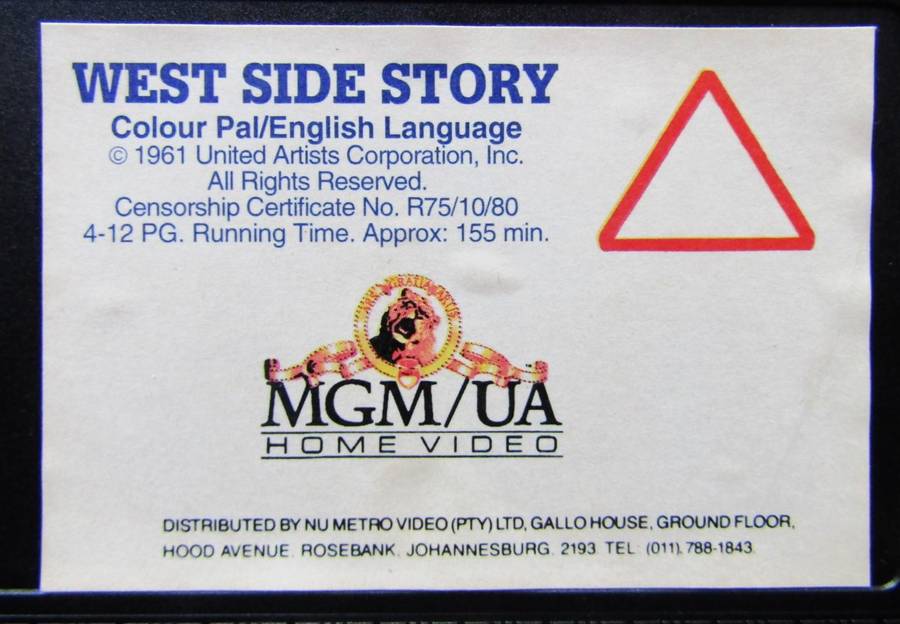 WEST SIDE STORY
Colour Pal/English Language
© 1961 United Artists Corporation, Inc.
All Rights Reserved.
Censorship Certificate No. R75/10/80
4-12 PG. Running Time. Approx: 155 min.
MGM/UA
HOME VIDEO
DISTRIBUTED BY NU METRO VIDEO (PTY) LTD, GALLO HOUSE, GROUND FLOOR,
HOOD AVENUE. ROSEBANK. JOHANNESBURG. 2193. TEL: (011). 788-1843.